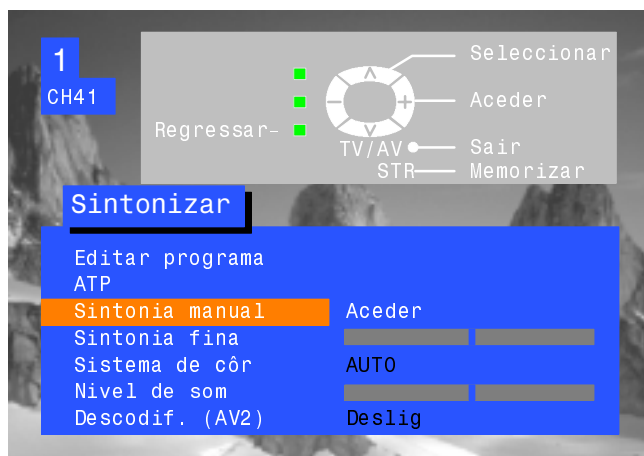 1
CH41
Seleccionar
Aceder
Regressar-
TV/AV Sair
STR Memorizar
Sintonizar
Editar programa
ATP
Sintonia manual Aceder
Sintonia fina
Sistema de côr AUTO
Nivel de som
Descodif. (AV2) Deslig